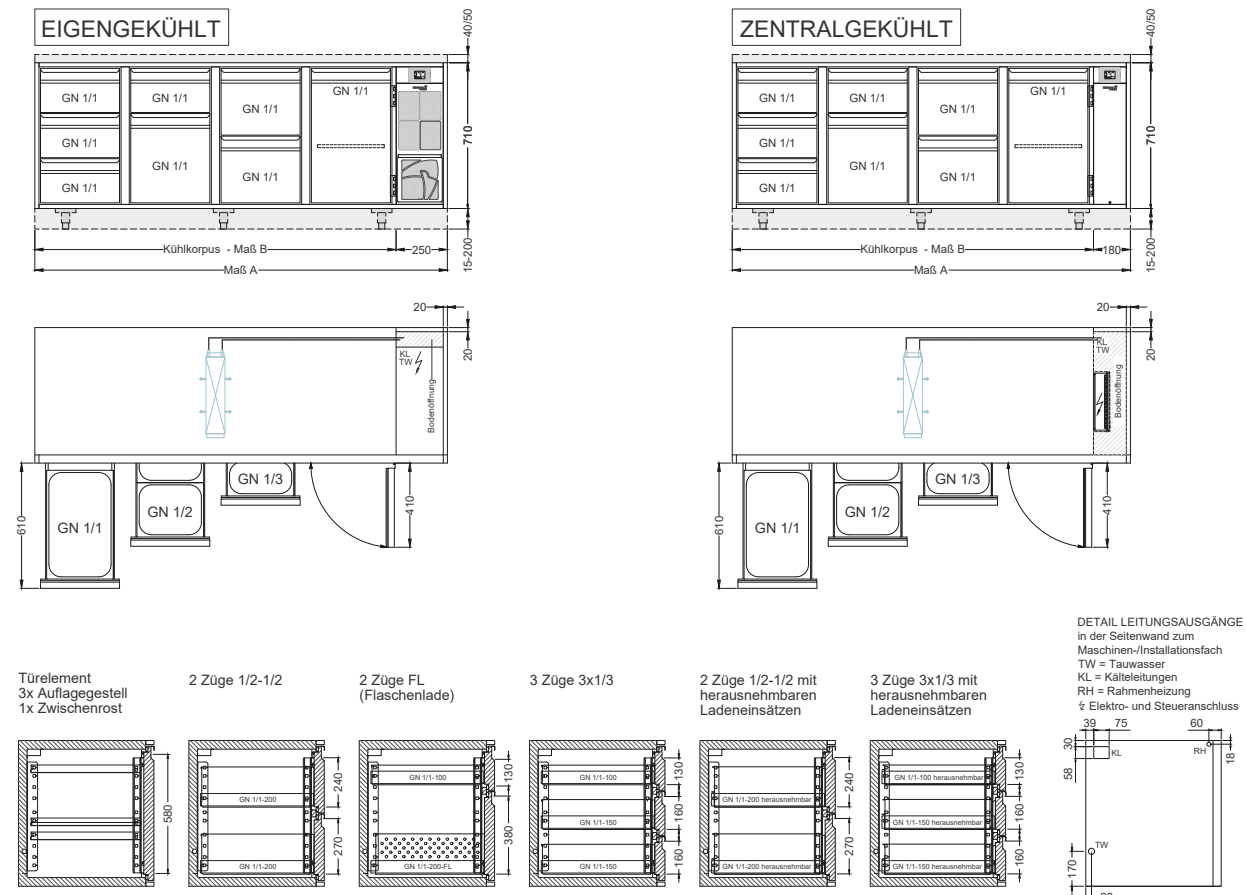 EIGENGEKÜHLT
40/50
GN 1/1
GN 1/1
GN 1/1
GN 1/1
GN 1/1
GN 1/1
GN 1/1
GN 1/1
710
Kühlkorpus - Maß B
250
Maß A
15-200
ZENTRALGEKÜHLT
40/50
GN 1/1
GN 1/1
GN 1/1
GN 1/1
GN 1/1
GN 1/1
GN 1/1
GN 1/1
710
Kühlkorpus - Maß B
180
Maß A
15-200
20
20
KL
TW
Bodenöffnung
GN 1/1
GN 1/2
GN 1/3
610
410
20
20
KL
TW
Bodenöffnung
GN 1/1
GN 1/2
GN 1/3
610
410
Türelement
3x Auflagegestell
1x Zwischenrost
580
2 Züge 1/2-1/2
GN 1/1-200
GN 1/1-200
240
270
2 Züge FL
(Flaschenlade)
GN 1/1-100
GN 1/1-200-FL
130
380
3 Züge 3x1/3
GN 1/1-100
GN 1/1-150
GN 1/1-150
130
160
160
2 Züge 1/2-1/2 mit
herausnehmbaren
Ladeneinsätzen
GN 1/1-200 herausnehmbar
GN 1/1-200 herausnehmbar
240
270
3 Züge 3x1/3 mit
herausnehmbaren
Ladeneinsätzen
GN 1/1-100 herausnehmbar
GN 1/1-150 herausnehmbar
GN 1/1-150 herausnehmbar
130
160
160
DETAIL LEITUNGSAUSGÄNGE
in der Seitenwand zum
Maschinen-/Installationsfach
TW = Tauwasser
KL = Kälteleitungen
RH = Rahmenheizung
Elektro- und Steueranschluss
39
75
60
30
KL
RH
18
58
TW
170